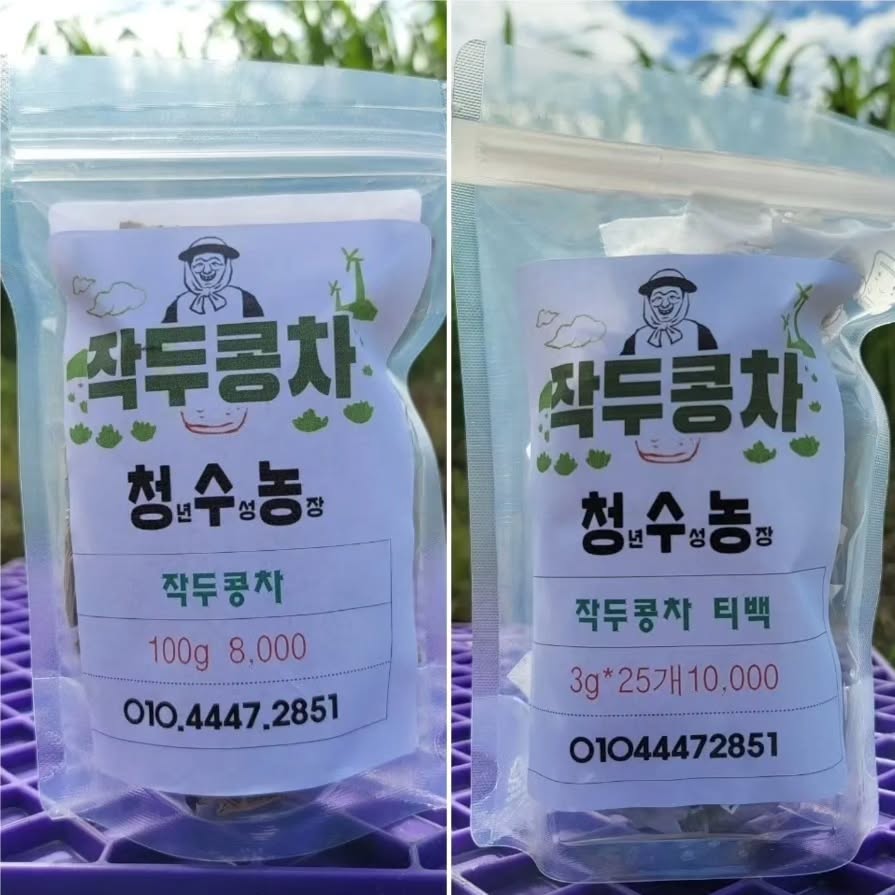 작두콩차
청년수성농장
작두콩차
100g 8,000
010.4447.2851
작두콩차
청년수성농장
작두콩차 티백
3g*25개10,000
01044472851